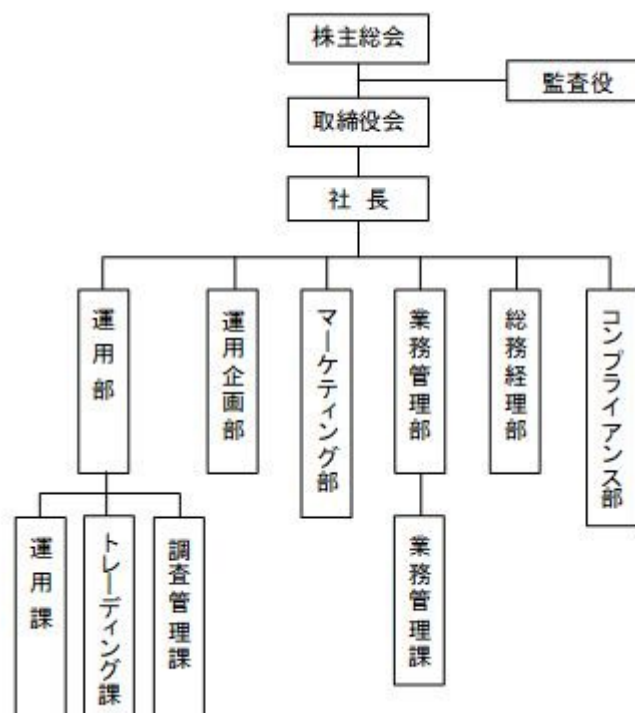 株主総会
監査役
取締役会
社 長
運用部
運用企画部
マーケティング部
業務管理部
総務経理部
コンプライアンス部
運用課
トレーディング課
調査管理課
業務管理課